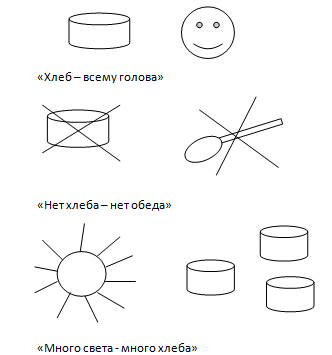 «Хлеб – всему голова»
«Нет хлеба – нет обеда»
«Много света - много хлеба»